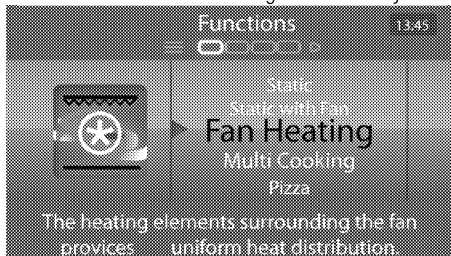 Functions
13.45
Static
Static with Fan
Fan Heating
Multi Cooking
Pizza
The heating elements surrounding the fan
provices uniform heat distribution.